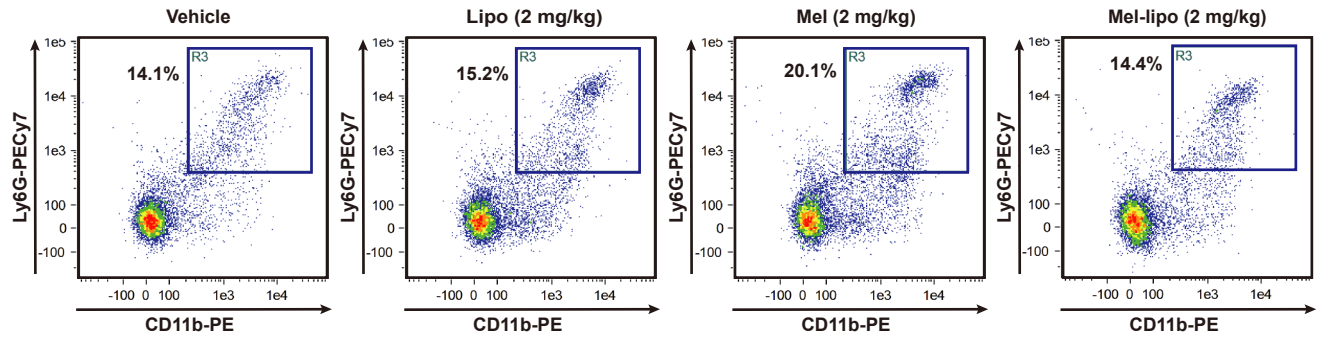 Vehicle
Lipo (2 mg/kg)
Mel (2 mg/kg)
Mel-lipo (2 mg/kg)
Ly6G-PECy7
1e5
1e4
1e3
100
0
-100
R3
14.1%
-100 0 100 1e3 1e4
CD11b-PE
Ly6G-PECy7
1e5
1e4
1e3
100
0
-100
R3
15.2%
-100 0 100 1e3 1e4
CD11b-PE
Ly6G-PECy7
1e5
1e4
1e3
100
0
-100
R3
20.1%
-100 0 100 1e3 1e4
CD11b-PE
Ly6G-PECy7
1e5
1e4
1e3
100
0
-100
R3
14.4%
-100 0 100 1e3 1e4
CD11b-PE